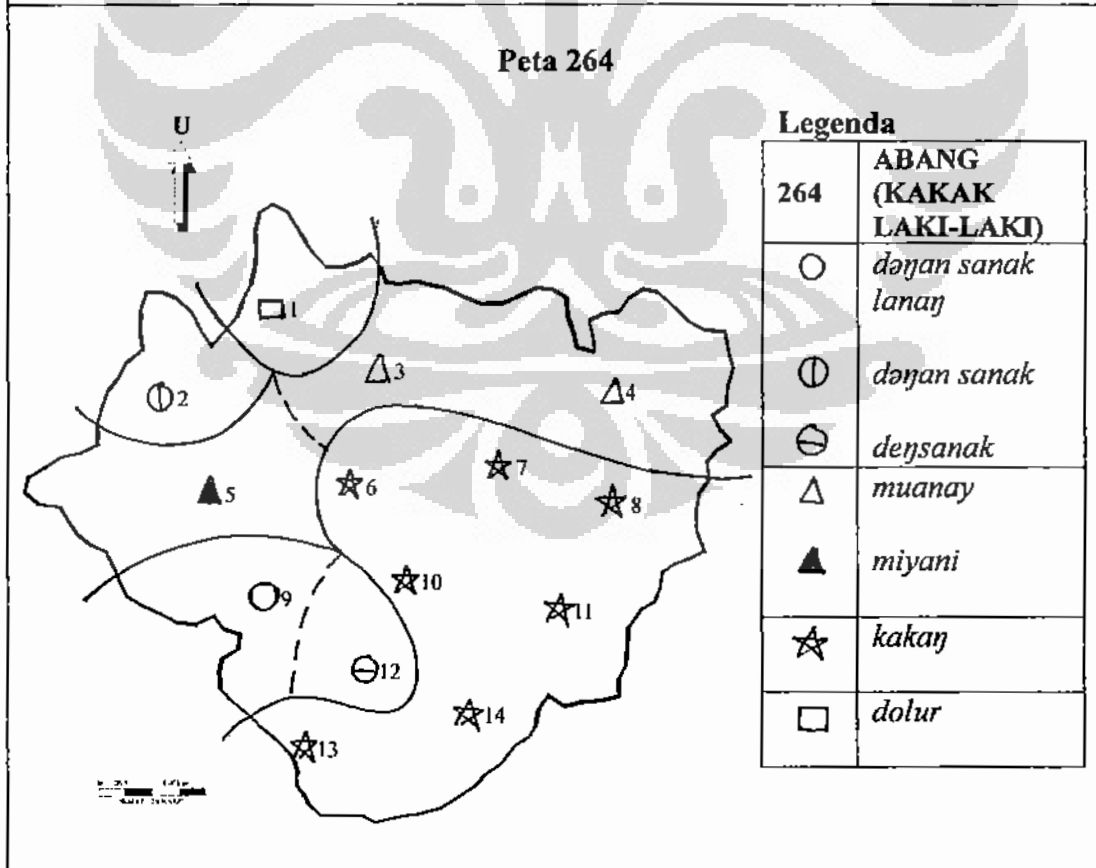 Peta 264
U
Legenda
264 ABANG
(KAKAK
LAKI-LAKI)
dəŋan sanak
lanaŋ
dəŋan sanak
deŋsanak
muanay
miyani
kakaŋ
dolur
1
2
3
4
5
6
7
8
9
10
11
12
13
14